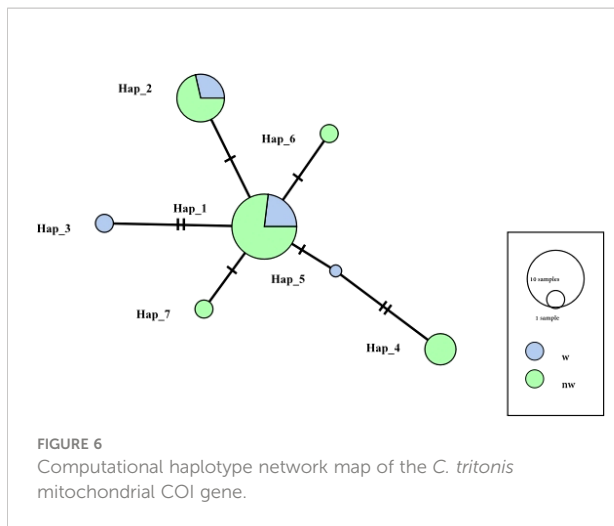 Hap_2
Hap_6
Hap_1
Hap_3
Hap_5
Hap_7
Hap_4
10 samples
1 sample
w
nw
FIGURE 6
Computational haplotype network map of the C. tritonis
mitochondrial COI gene.